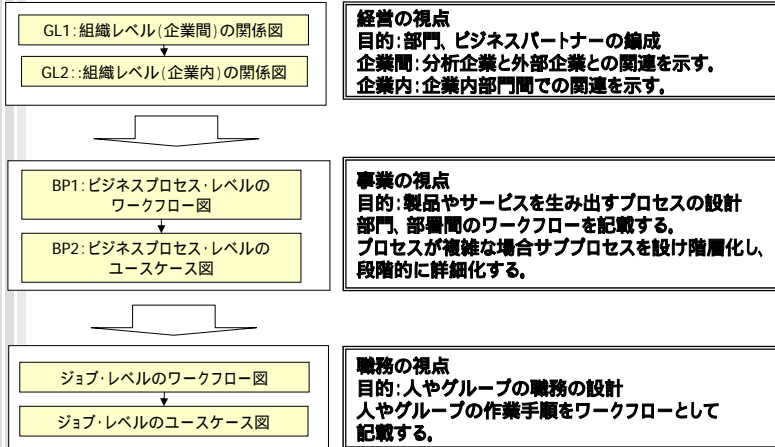 GL1:組織レベル(企業間)の関係図
GL2::組織レベル(企業内)の関係図
経営の視点
目的:部門、ビジネスパートナーの編成
企業間:分析企業と外部企業との関連を示す。
企業内:企業内部門間での関連を示す。
BP1:ビジネスプロセス・レベルの
ワークフロー図
BP2:ビジネスプロセス・レベルの
ユースケース図
事業の視点
目的:製品やサービスを生み出すプロセスの設計
部門、部署間のワークフローを記載する。
プロセスが複雑な場合サブプロセスを設け階層化し、
段階的に詳細化する。
ジョブ・レベルのワークフロー図
ジョブ・レベルのユースケース図
職務の視点
目的:人やグループの職務の設計
人やグループの作業手順をワークフローとして
記載する。